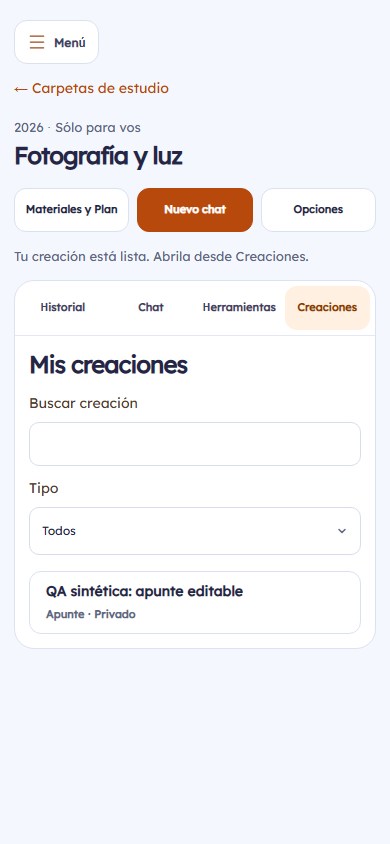 Menú
← Carpetas de estudio
2026 · Sólo para vos
Fotografía y luz
Materiales y Plan
Nuevo chat
Opciones
Tu creación está lista. Abrila desde Creaciones.
Historial
Chat
Herramientas
Creaciones
Mis creaciones
Buscar creación
Tipo
Todos
QA sintética: apunte editable
Apunte · Privado